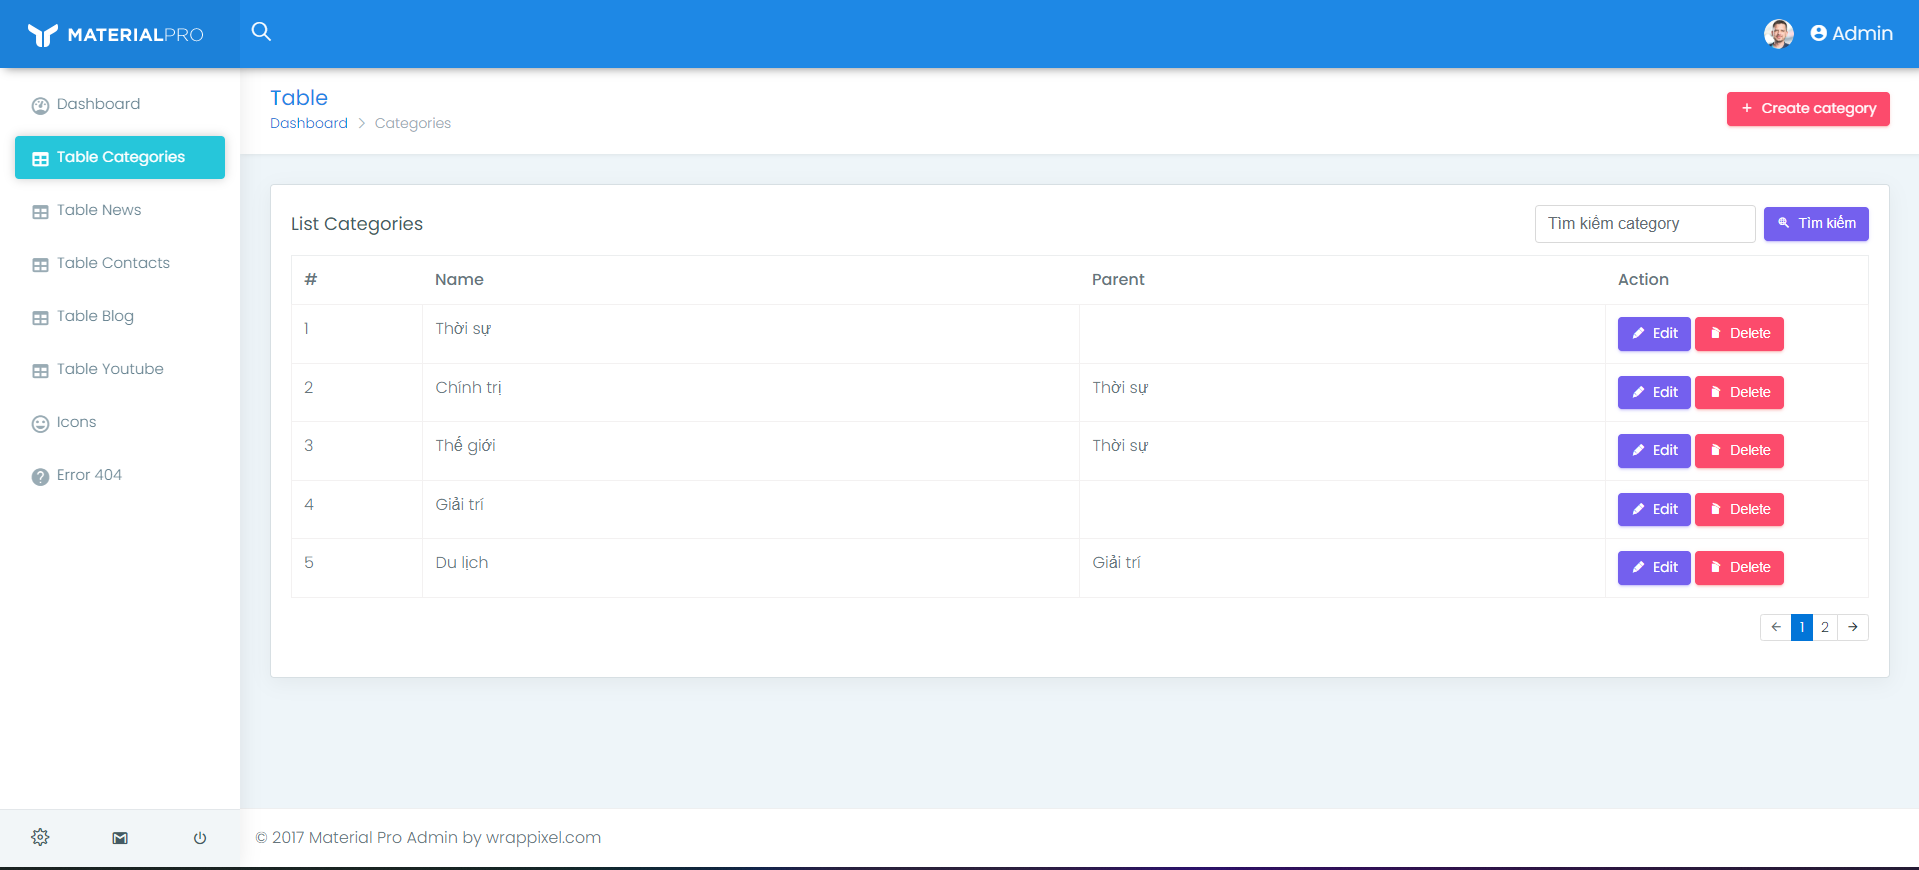 MATERIALPRO
Admin
Dashboard
Table Categories
Table News
Table Contacts
Table Blog
Table Youtube
Icons
Error 404
Table
Dashboard > Categories
+ Create category
List Categories
Tìm kiếm category
Tìm kiếm
# Name Parent Action
1 Thời sự Edit Delete
2 Chính trị Thời sự Edit Delete
3 Thế giới Thời sự Edit Delete
4 Giải trí Edit Delete
5 Du lịch Giải trí Edit Delete
← 1 2 →
© 2017 Material Pro Admin by wrappixel.com